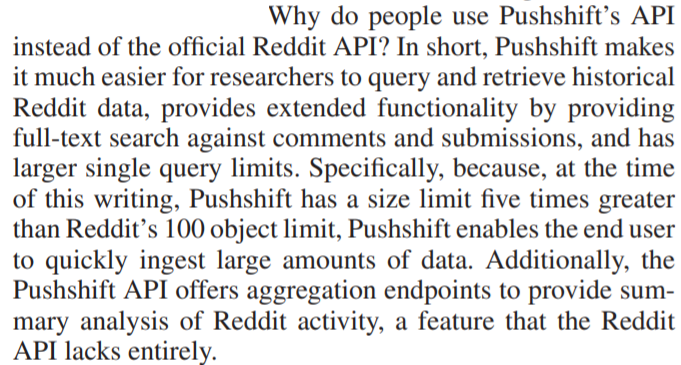 Why do people use Pushshift's API
instead of the official Reddit API? In short, Pushshift makes
it much easier for researchers to query and retrieve historical
Reddit data, provides extended functionality by providing
full-text search against comments and submissions, and has
larger single query limits. Specifically, because, at the time
of this writing, Pushshift has a size limit five times greater
than Reddit's 100 object limit, Pushshift enables the end user
to quickly ingest large amounts of data. Additionally, the
Pushshift API offers aggregation endpoints to provide sum-
mary analysis of Reddit activity, a feature that the Reddit
API lacks entirely.